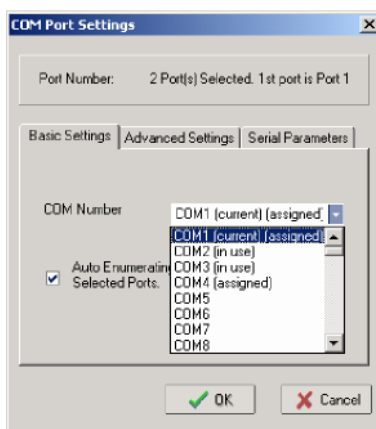 COM Port Settings
Port Number: 2 Port(s) Selected. 1st port is Port 1
Basic Settings Advanced Settings Serial Parameters
COM Number COM1 (current) (assigned)
COM1 (current) (assigned)
COM2 (in use)
Auto Enumerating COM3 (in use)
Selected Ports. COM4 (assigned)
COM5
COM6
COM7
COM8
OK Cancel